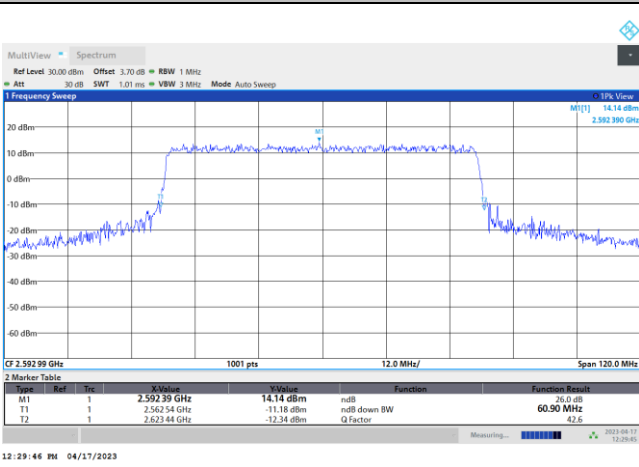 MultiView Spectrum
Ref Level 30.00 dBm Offset 3.70 dB RBW 1 MHz
Att 30 dB SWT 1.01 ms VBW 3 MHz Mode Auto Sweep
1 Frequency Sweep 1Pk View
M1[1] 14.14 dBm
2.592 390 GHz
20 dBm
M1
10 dBm
0 dBm
T1 T2
-10 dBm
-20 dBm
-30 dBm
-40 dBm
-50 dBm
-60 dBm
CF 2.592 99 GHz 1001 pts 12.0 MHz/ Span 120.0 MHz
2 Marker Table
Type Ref Trc X-Value Y-Value Function Function Result
M1 1 2.592 39 GHz 14.14 dBm ndB 26.0 dB
T1 1 2.562 54 GHz -11.18 dBm ndB down BW 60.90 MHz
T2 1 2.623 44 GHz -12.34 dBm Q Factor 42.6
Measuring... 2023-04-17
12:29:45
12:29:46 PM 04/17/2023